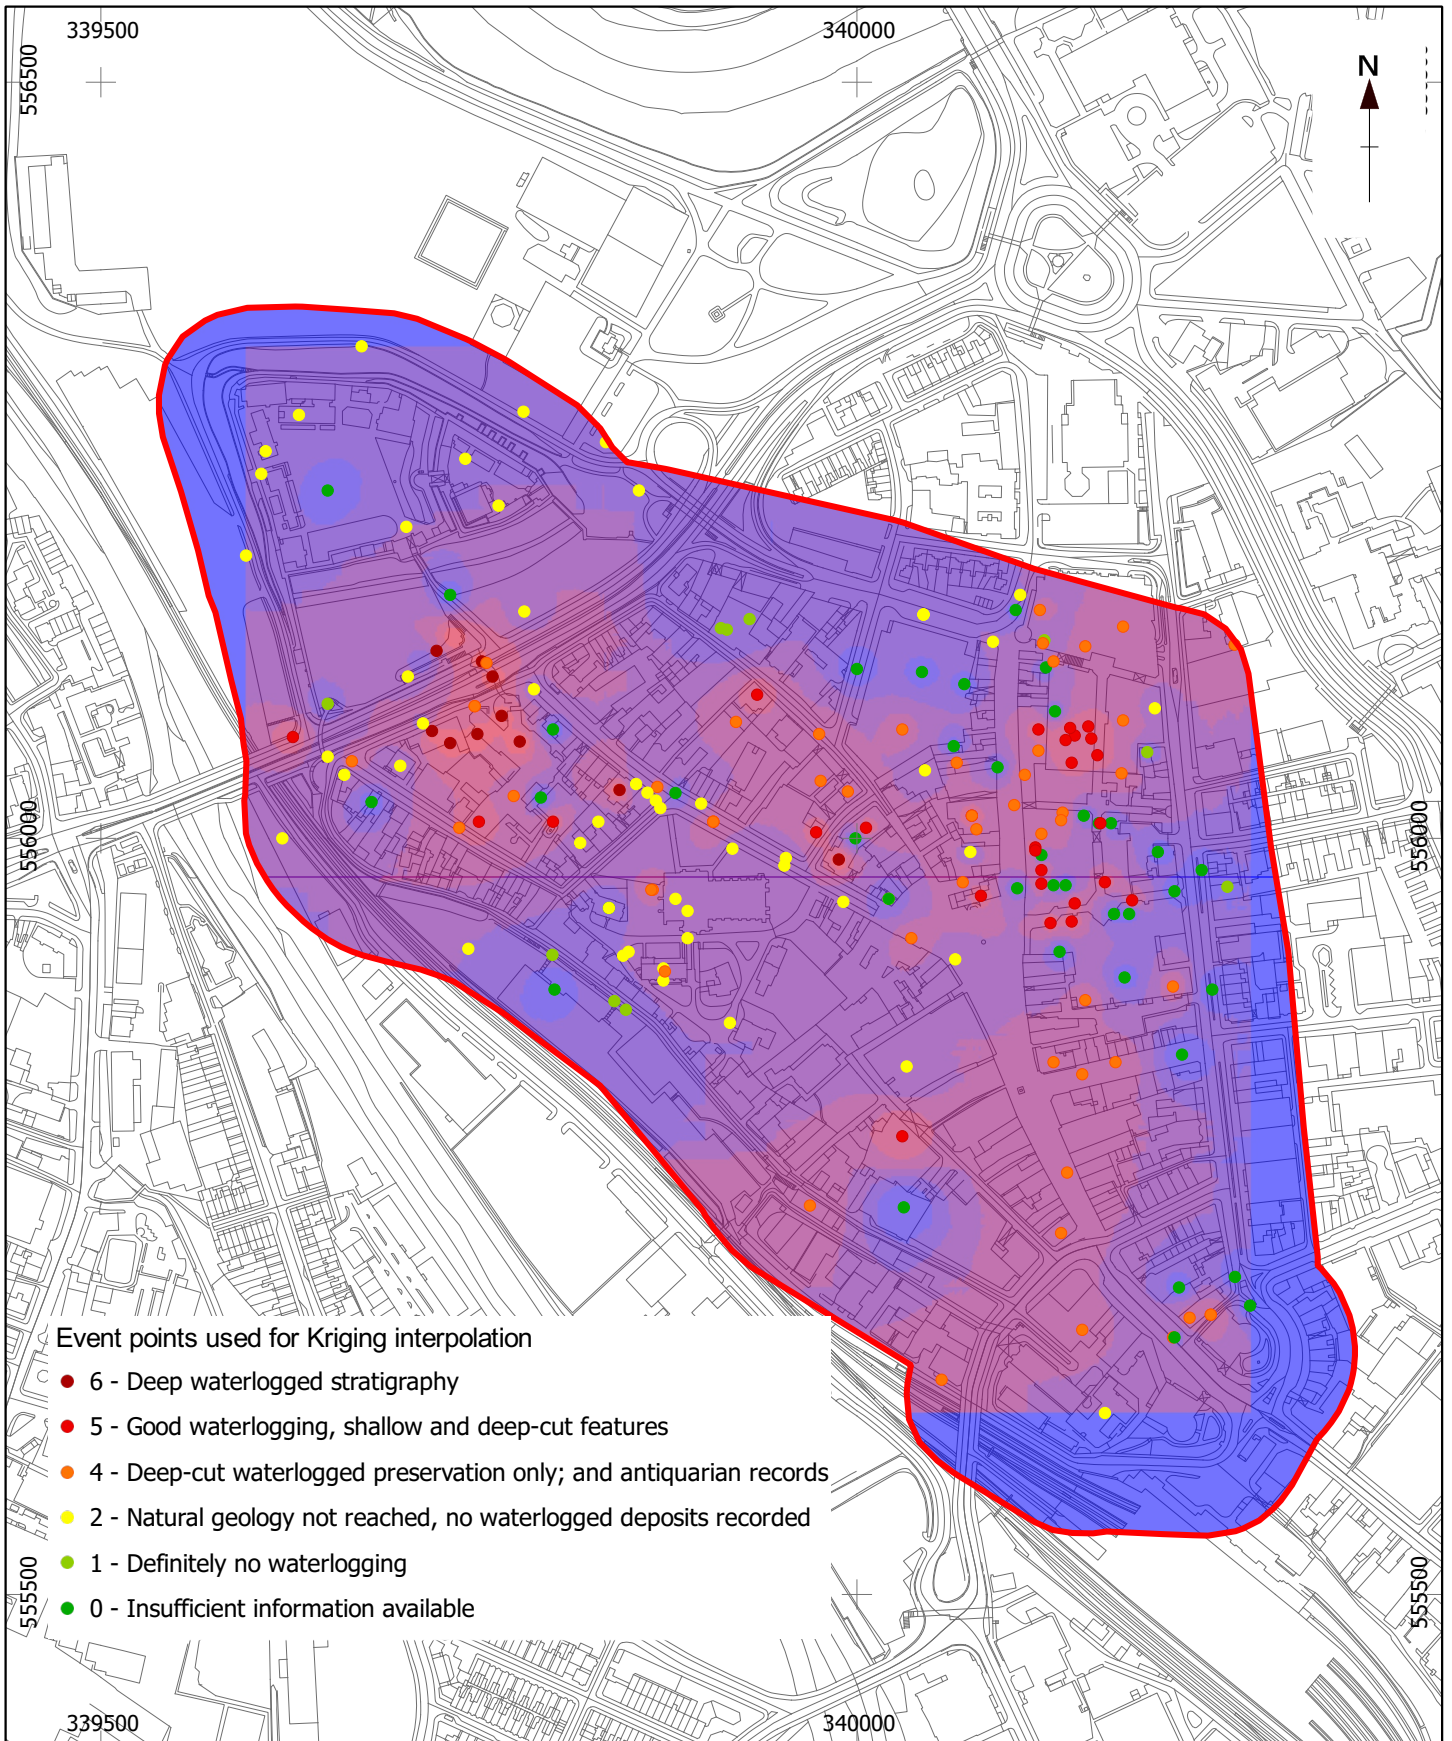 339500
340000
556500
N
556000
556000
Event points used for Kriging interpolation
6 - Deep waterlogged stratigraphy
5 - Good waterlogging, shallow and deep-cut features
4 - Deep-cut waterlogged preservation only; and antiquarian records
2 - Natural geology not reached, no waterlogged deposits recorded
1 - Definitely no waterlogging
0 - Insufficient information available
555500
555500
339500
340000